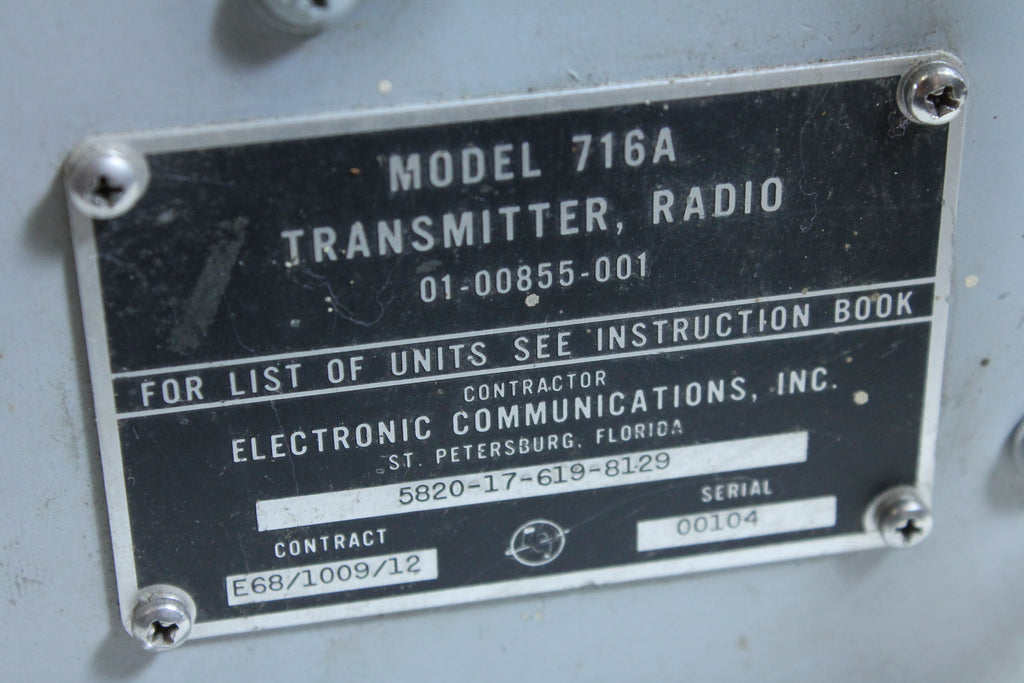 MODEL 716A
TRANSMITTER, RADIO
01-00855-001
FOR LIST OF UNITS SEE INSTRUCTION BOOK
CONTRACTOR
ELECTRONIC COMMUNICATIONS, INC.
ST. PETERSBURG, FLORIDA
5820-17-619-8129
CONTRACT
E68/1009/12
SERIAL
00104